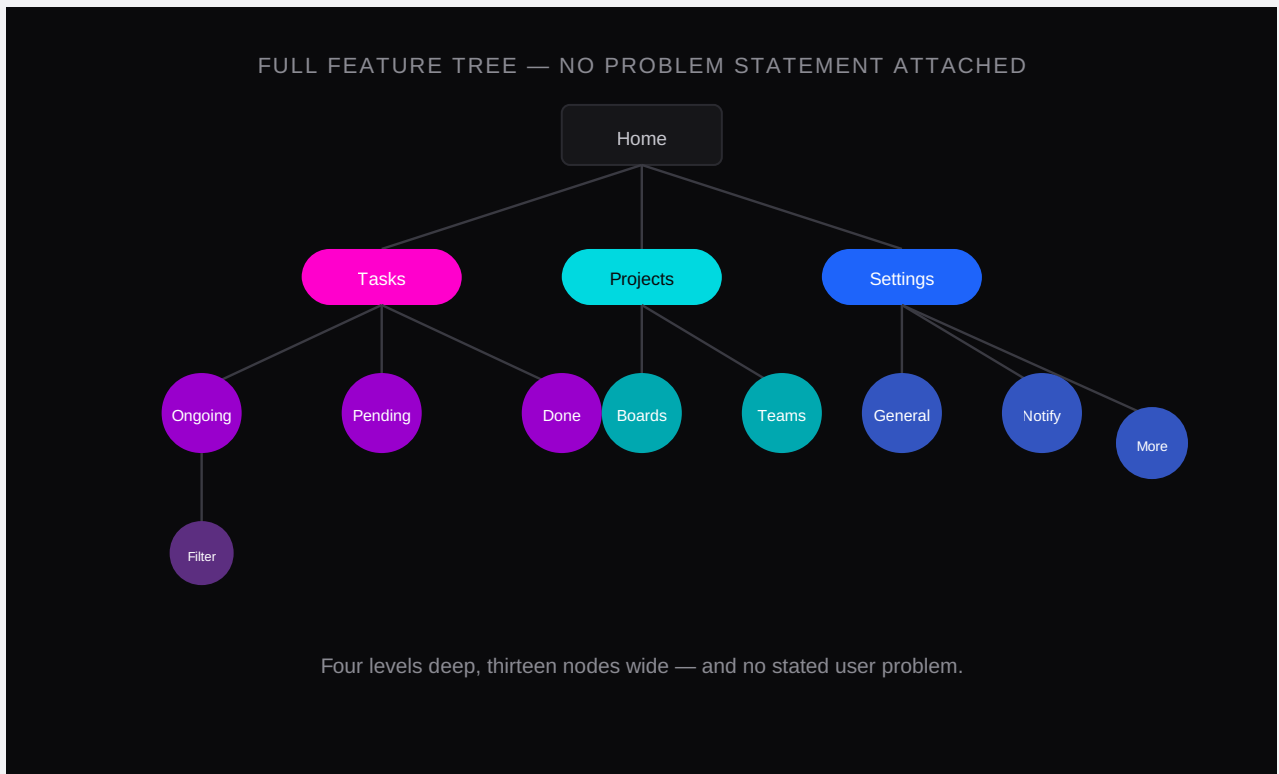 FULL FEATURE TREE — NO PROBLEM STATEMENT ATTACHED
Home
Tasks
Projects
Settings
Ongoing
Pending
Done
Boards
Teams
General
Notify
More
Filter
Four levels deep, thirteen nodes wide — and no stated user problem.